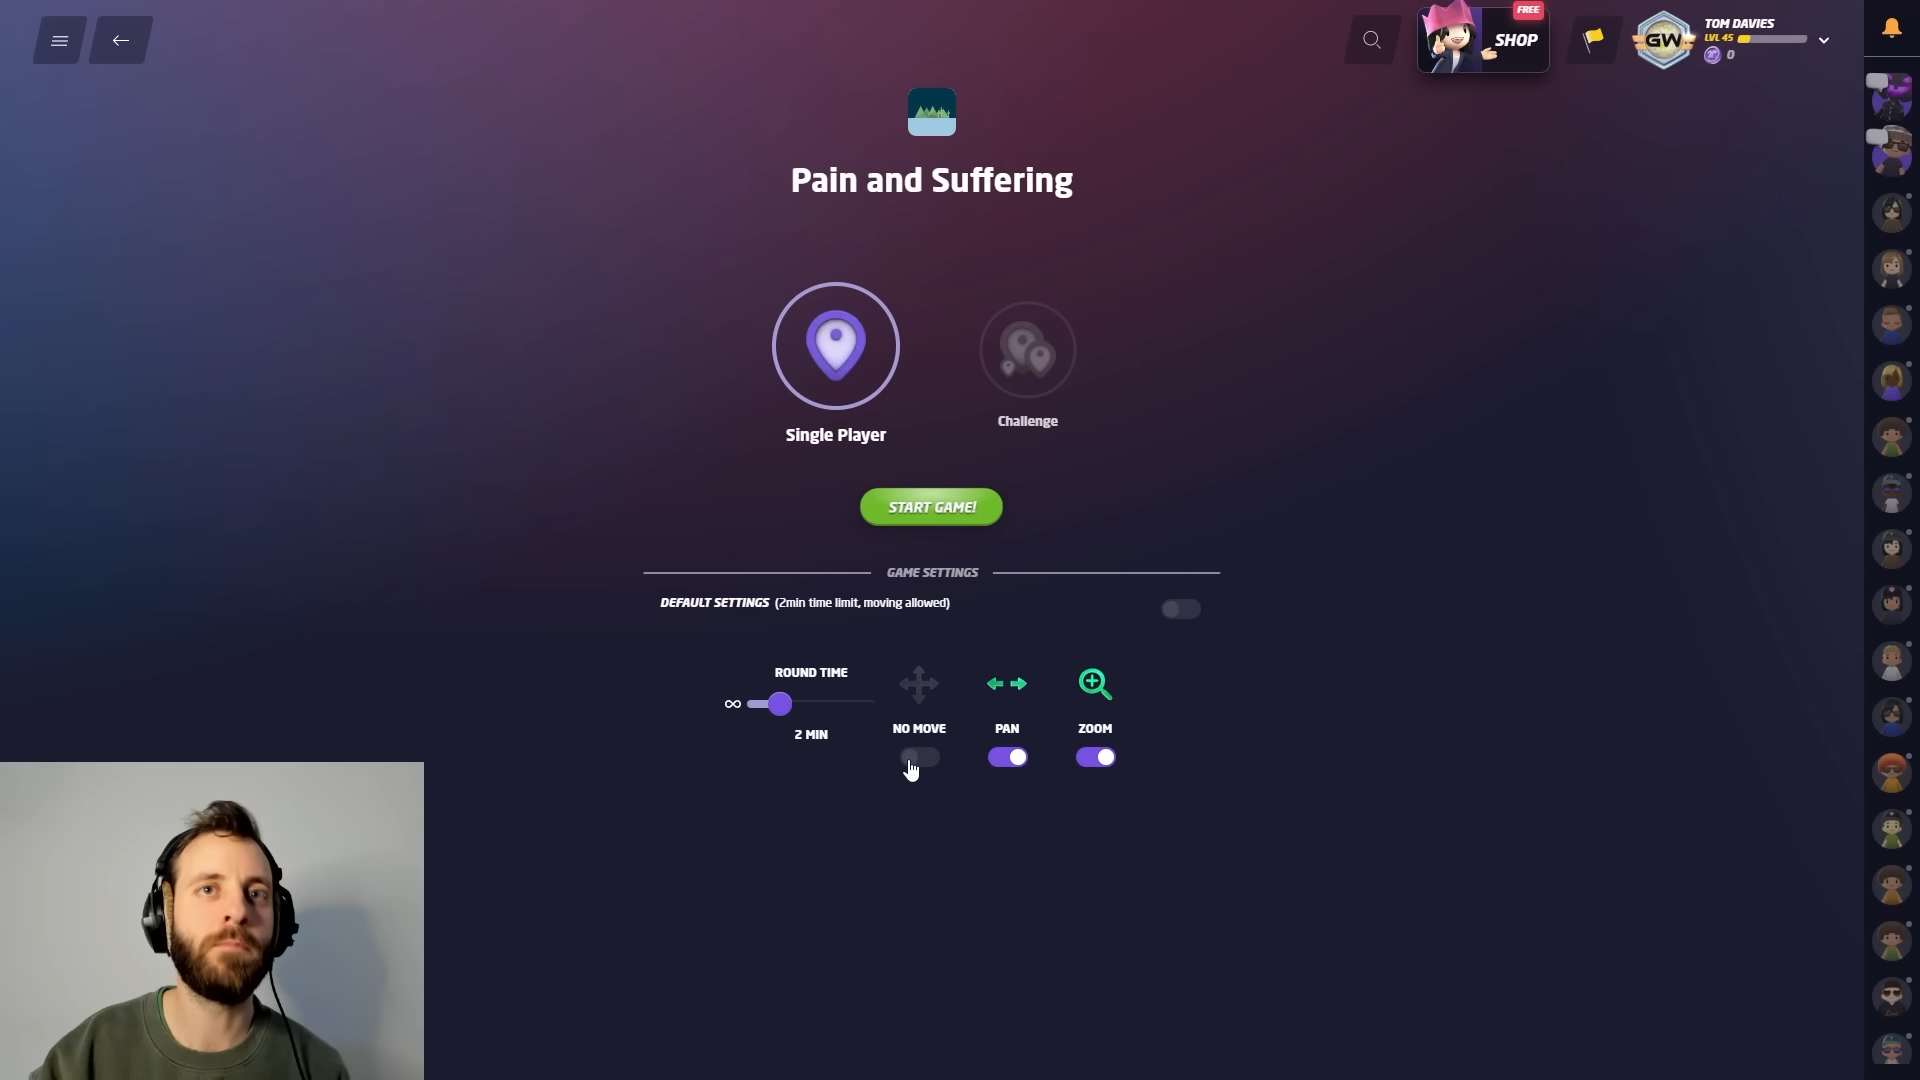 FREE
SHOP
GW
TOM DAVIES
LVL 45
0
Pain and Suffering
Single Player
Challenge
START GAME!
GAME SETTINGS
DEFAULT SETTINGS (2min time limit, moving allowed)
ROUND TIME
∞
2 MIN
NO MOVE
PAN
ZOOM